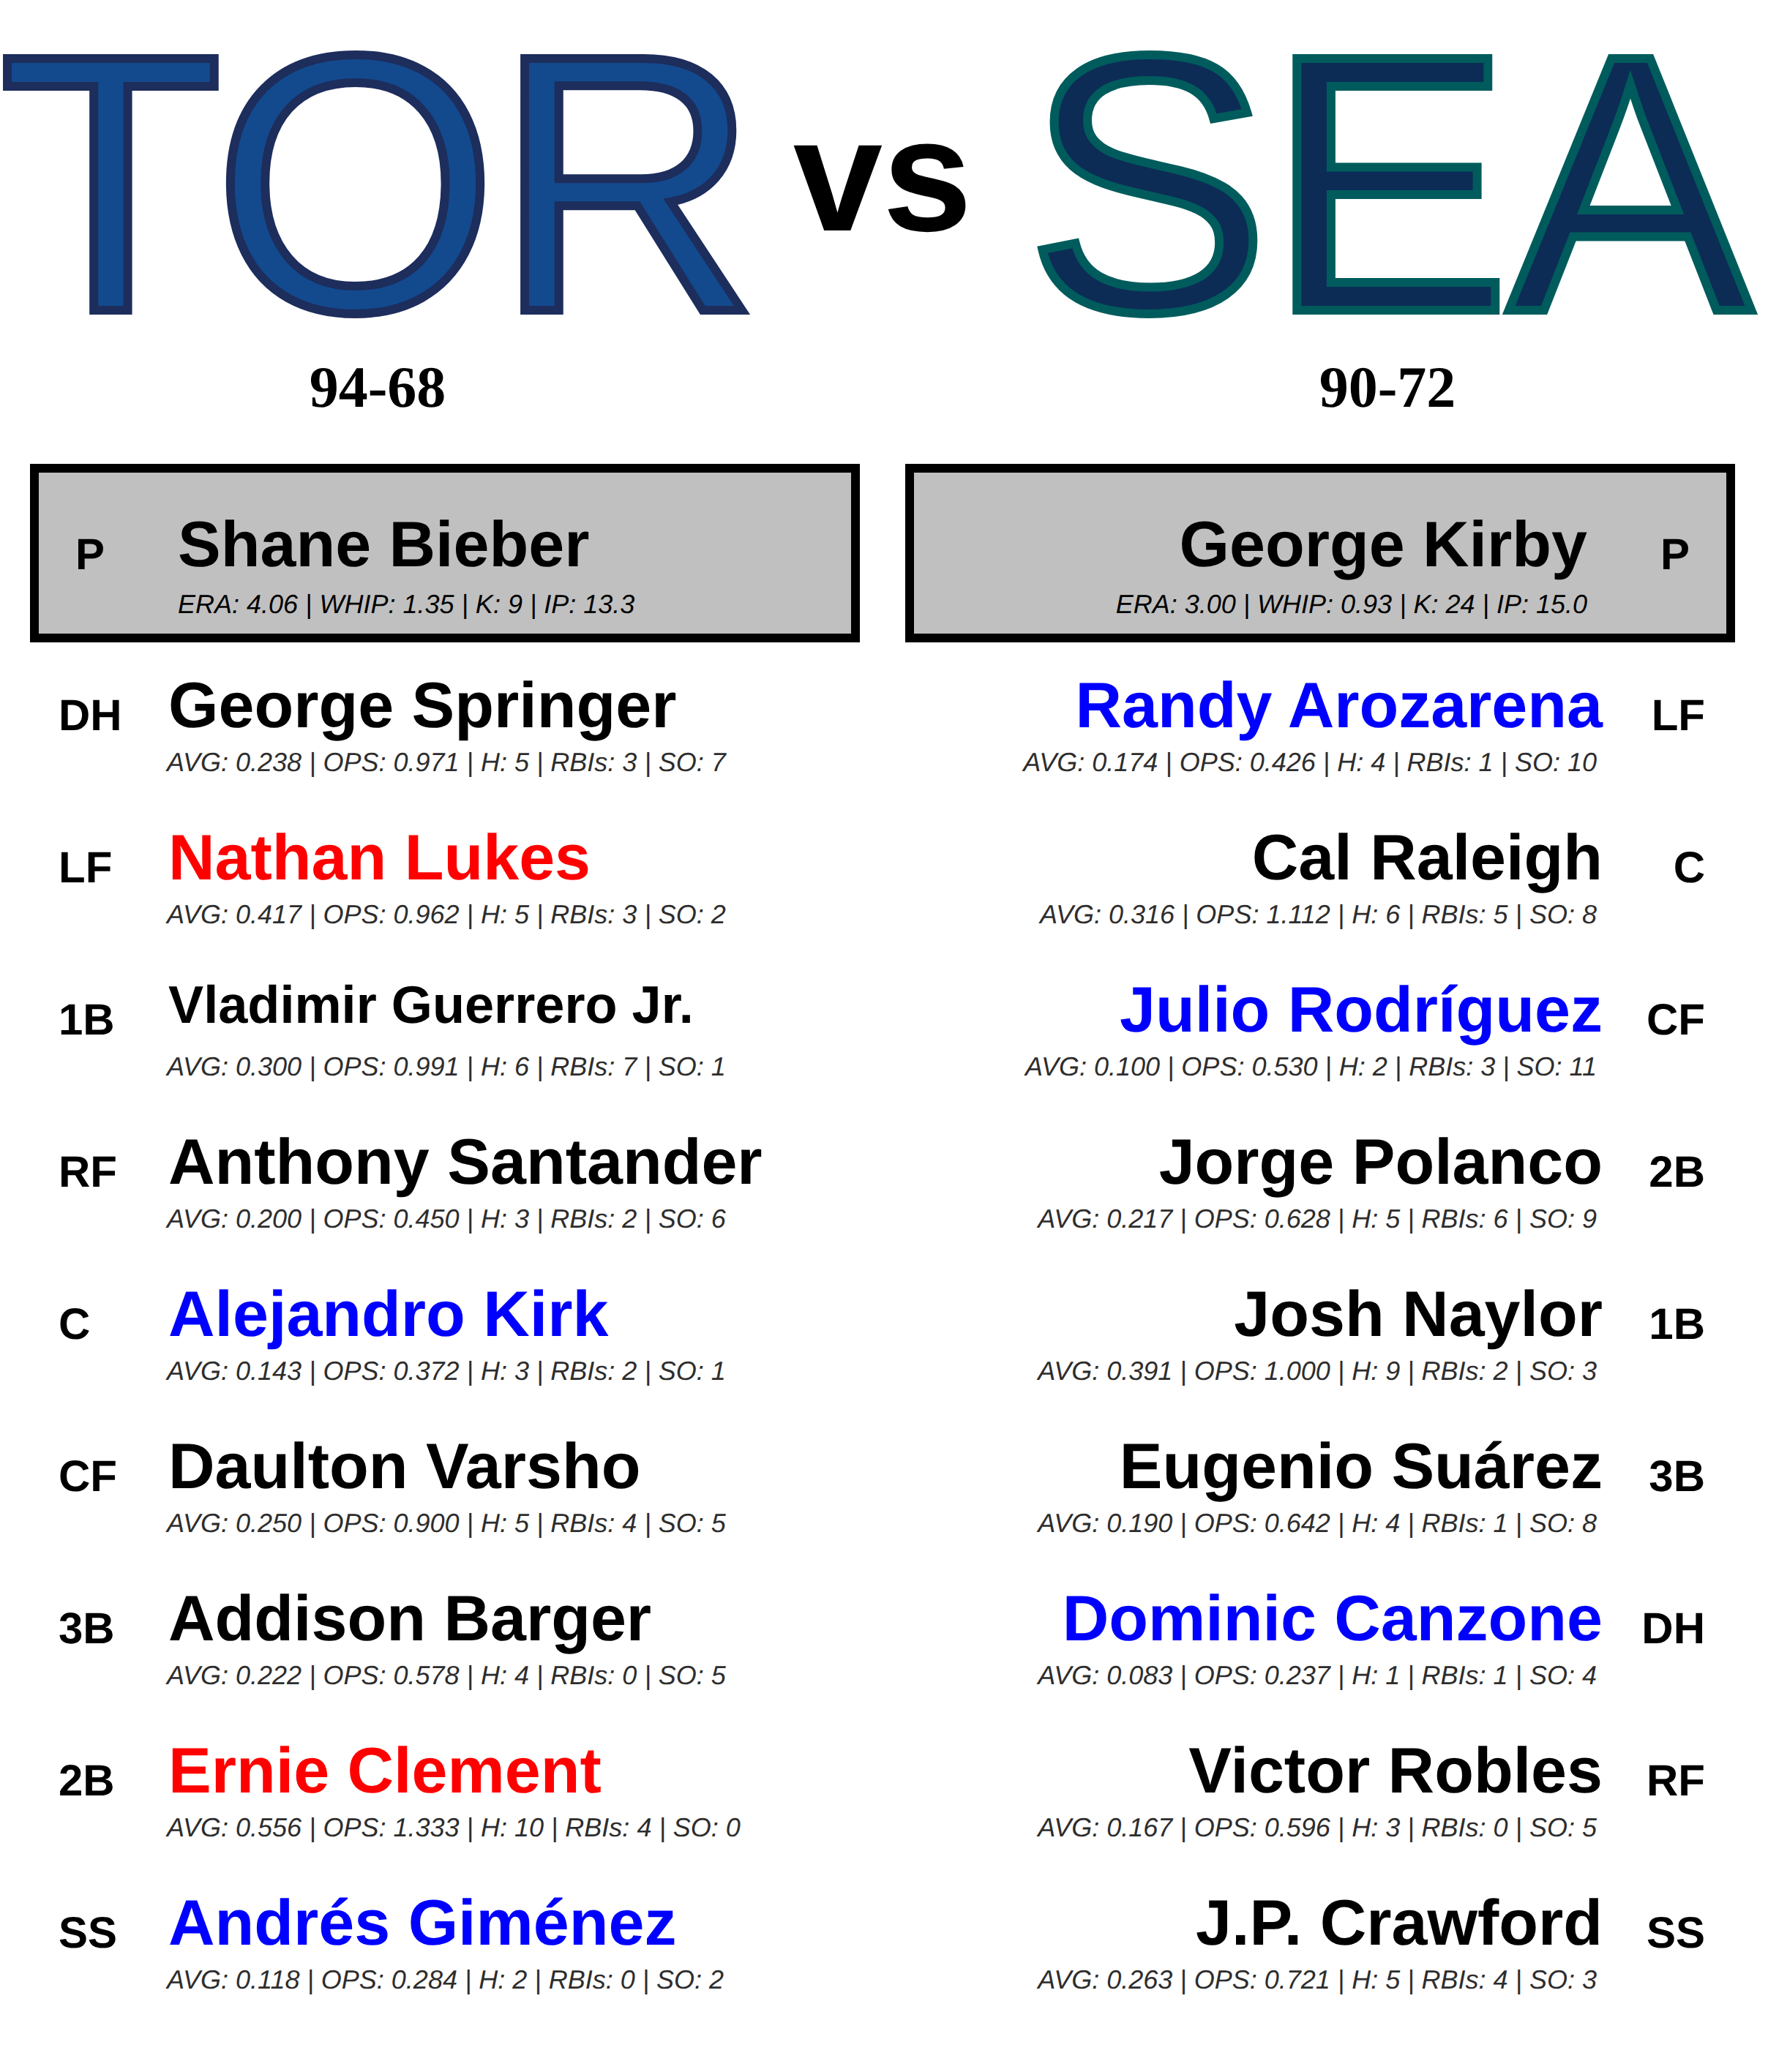 TOR vs SEA
94-68 90-72
P Shane Bieber
ERA: 4.06 | WHIP: 1.35 | K: 9 | IP: 13.3
George Kirby P
ERA: 3.00 | WHIP: 0.93 | K: 24 | IP: 15.0
DH George Springer
AVG: 0.238 | OPS: 0.971 | H: 5 | RBIs: 3 | SO: 7
LF Nathan Lukes
AVG: 0.417 | OPS: 0.962 | H: 5 | RBIs: 3 | SO: 2
1B Vladimir Guerrero Jr.
AVG: 0.300 | OPS: 0.991 | H: 6 | RBIs: 7 | SO: 1
RF Anthony Santander
AVG: 0.200 | OPS: 0.450 | H: 3 | RBIs: 2 | SO: 6
C Alejandro Kirk
AVG: 0.143 | OPS: 0.372 | H: 3 | RBIs: 2 | SO: 1
CF Daulton Varsho
AVG: 0.250 | OPS: 0.900 | H: 5 | RBIs: 4 | SO: 5
3B Addison Barger
AVG: 0.222 | OPS: 0.578 | H: 4 | RBIs: 0 | SO: 5
2B Ernie Clement
AVG: 0.556 | OPS: 1.333 | H: 10 | RBIs: 4 | SO: 0
SS Andrés Giménez
AVG: 0.118 | OPS: 0.284 | H: 2 | RBIs: 0 | SO: 2
Randy Arozarena LF
AVG: 0.174 | OPS: 0.426 | H: 4 | RBIs: 1 | SO: 10
Cal Raleigh C
AVG: 0.316 | OPS: 1.112 | H: 6 | RBIs: 5 | SO: 8
Julio Rodríguez CF
AVG: 0.100 | OPS: 0.530 | H: 2 | RBIs: 3 | SO: 11
Jorge Polanco 2B
AVG: 0.217 | OPS: 0.628 | H: 5 | RBIs: 6 | SO: 9
Josh Naylor 1B
AVG: 0.391 | OPS: 1.000 | H: 9 | RBIs: 2 | SO: 3
Eugenio Suárez 3B
AVG: 0.190 | OPS: 0.642 | H: 4 | RBIs: 1 | SO: 8
Dominic Canzone DH
AVG: 0.083 | OPS: 0.237 | H: 1 | RBIs: 1 | SO: 4
Victor Robles RF
AVG: 0.167 | OPS: 0.596 | H: 3 | RBIs: 0 | SO: 5
J.P. Crawford SS
AVG: 0.263 | OPS: 0.721 | H: 5 | RBIs: 4 | SO: 3